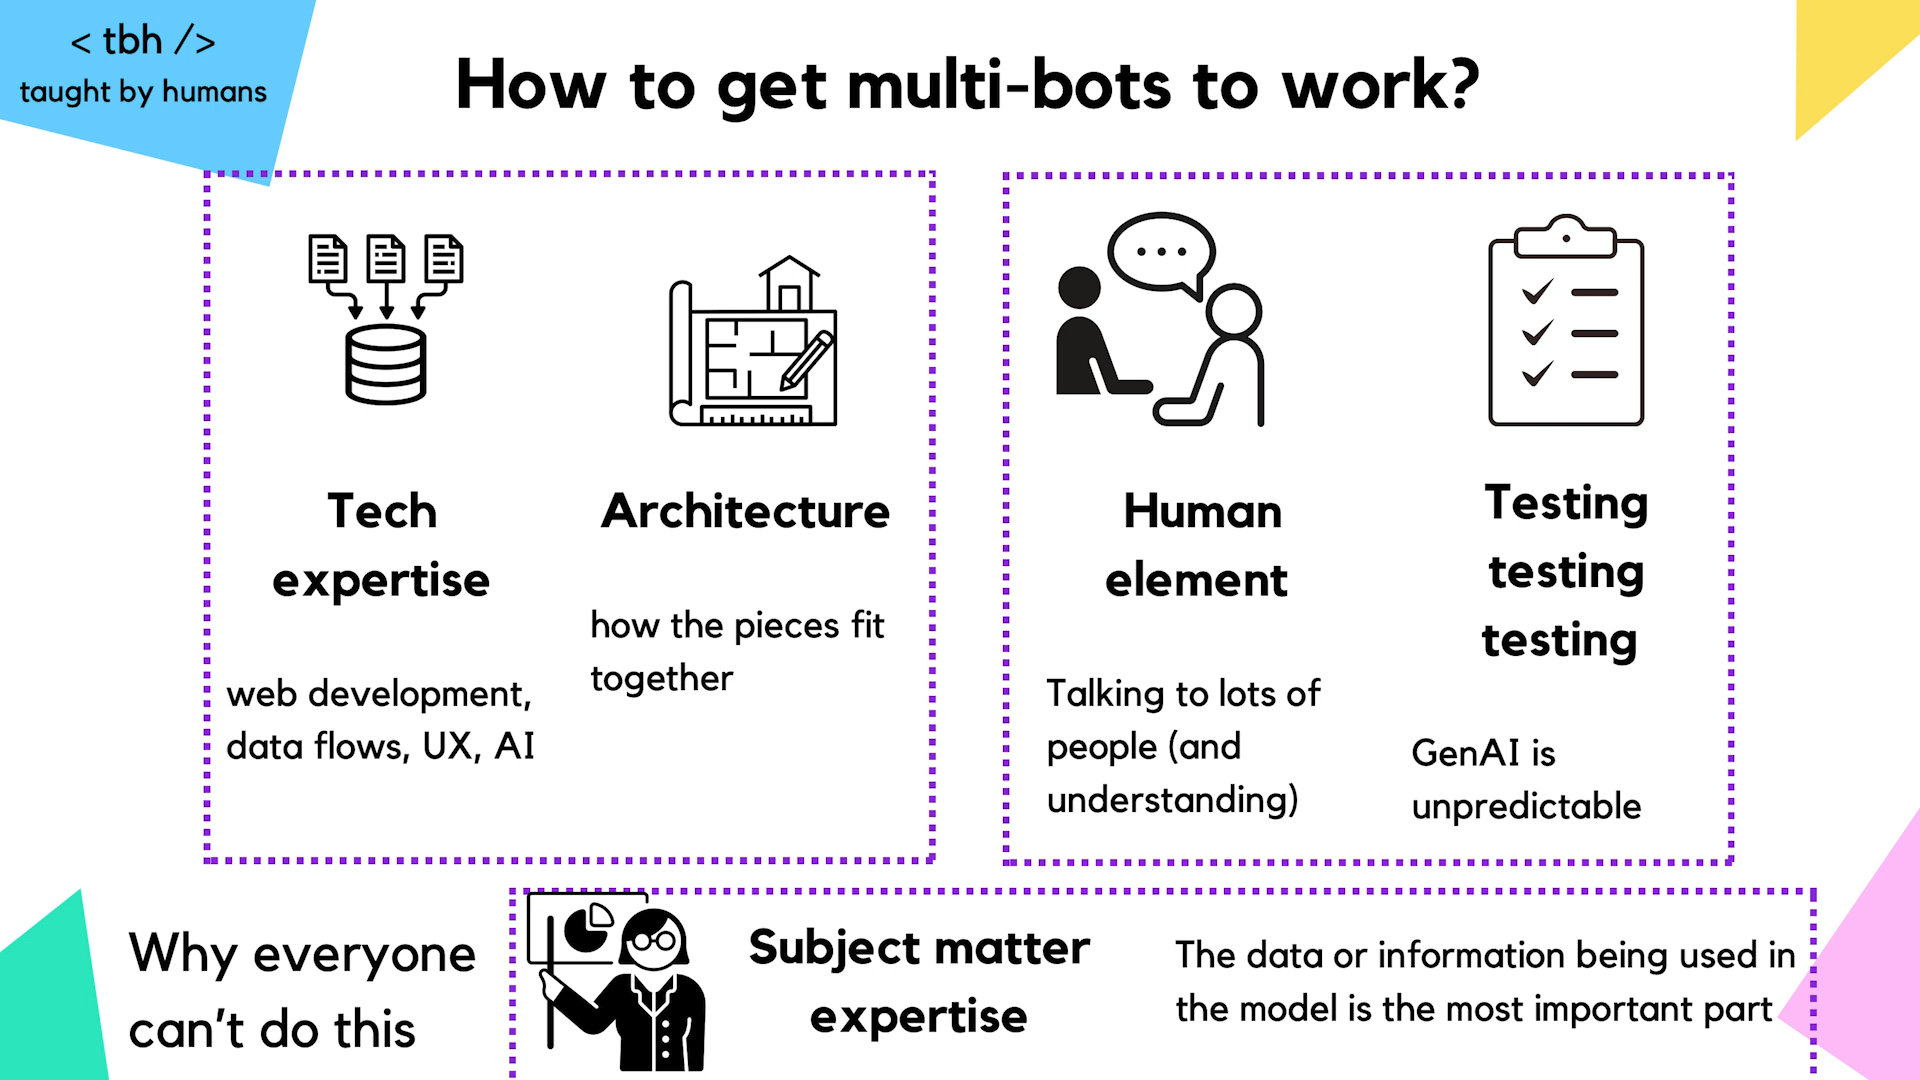 < tbh />
taught by humans
How to get multi-bots to work?
Tech
expertise
web development,
data flows, UX, AI
Architecture
how the pieces fit
together
Human
element
Talking to lots of
people (and
understanding)
Testing
testing
testing
GenAI is
unpredictable
Why everyone
can't do this
Subject matter
expertise
The data or information being used in
the model is the most important part